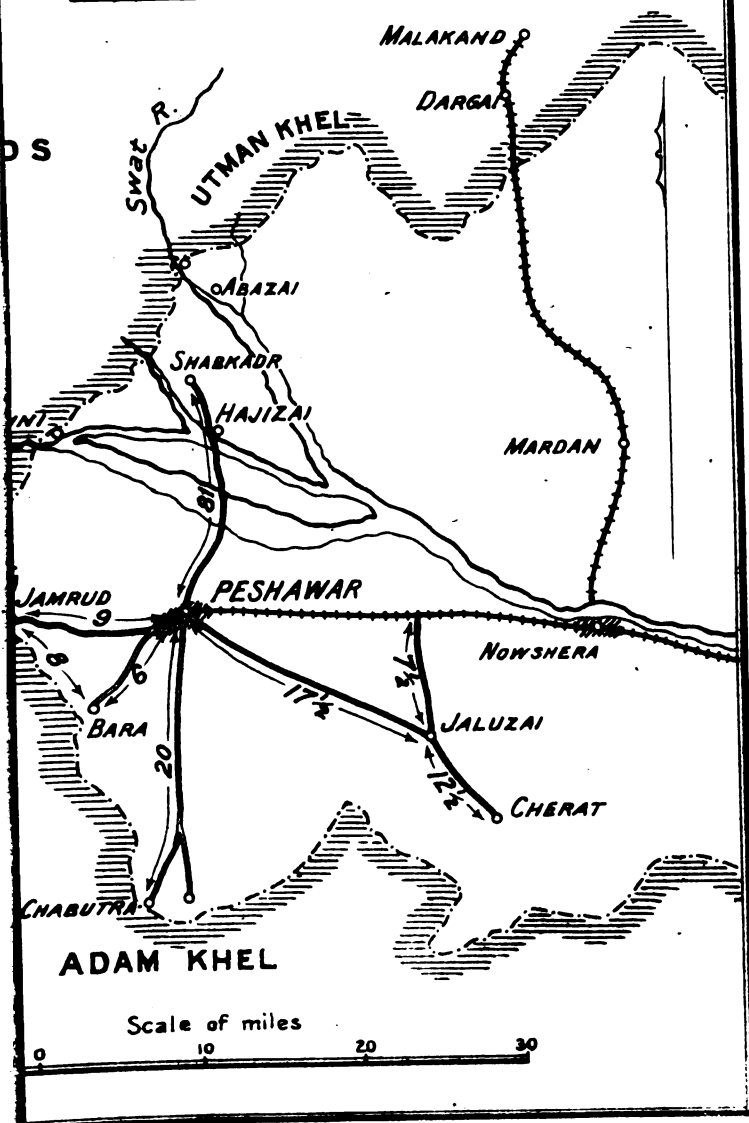 MALAKAND
DARGAI
R.
Swat
UTMAN KHEL
DS
ABAZAI
SHABKADR
HAJIZAI
INI
MARDAN
18
JAMRUD
9
PESHAWAR
NOWSHERA
8
6
17½
BARA
JALUZAI
20
12½
CHERAT
CHABUTRA
ADAM KHEL
Scale of miles
0 10 20 30